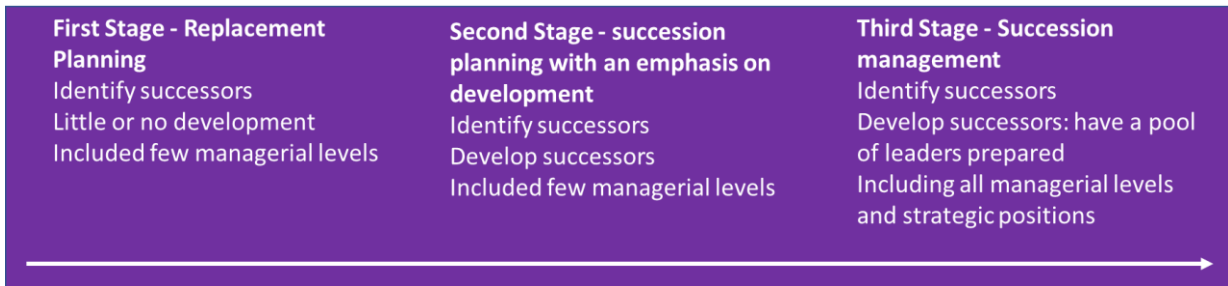 First Stage - Replacement
Planning
Identify successors
Little or no development
Included few managerial levels
Second Stage - succession
planning with an emphasis on
development
Identify successors
Develop successors
Included few managerial levels
Third Stage - Succession
management
Identify successors
Develop successors: have a pool
of leaders prepared
Including all managerial levels
and strategic positions